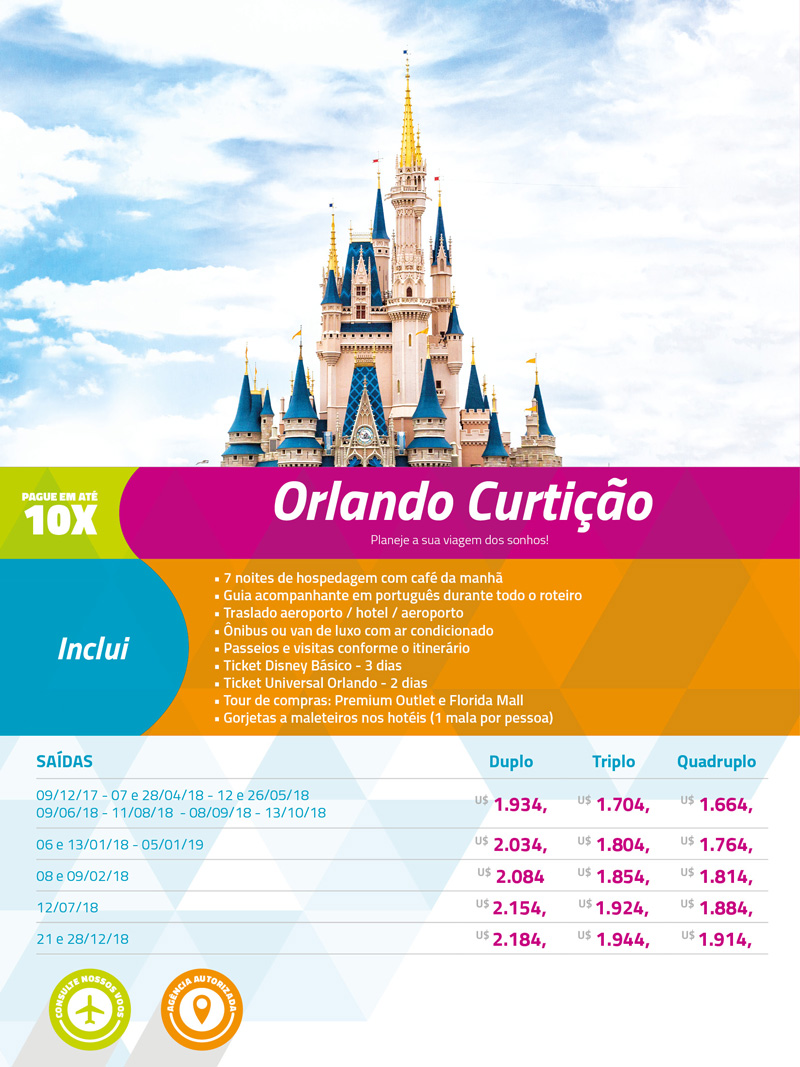 PAGUE EM ATÉ
10X
Orlando Curtição
Planeje a sua viagem dos sonhos!
Inclui
▪ 7 noites de hospedagem com café da manhã
▪ Guia acompanhante em português durante todo o roteiro
▪ Traslado aeroporto / hotel / aeroporto
▪ Ônibus ou van de luxo com ar condicionado
▪ Passeios e visitas conforme o itinerário
▪ Ticket Disney Básico - 3 dias
▪ Ticket Universal Orlando - 2 dias
▪ Tour de compras: Premium Outlet e Florida Mall
▪ Gorjetas a maleteiros nos hotéis (1 mala por pessoa)
SAÍDAS Duplo Triplo Quadruplo
09/12/17 - 07 e 28/04/18 - 12 e 26/05/18
09/06/18 - 11/08/18 - 08/09/18 - 13/10/18
U$ 1.934, U$ 1.704, U$ 1.664,
06 e 13/01/18 - 05/01/19 U$ 2.034, U$ 1.804, U$ 1.764,
08 e 09/02/18 U$ 2.084 U$ 1.854, U$ 1.814,
12/07/18 U$ 2.154, U$ 1.924, U$ 1.884,
21 e 28/12/18 U$ 2.184, U$ 1.944, U$ 1.914,
CONSULTE NOSSOS VOOS
AGÊNCIA AUTORIZADA